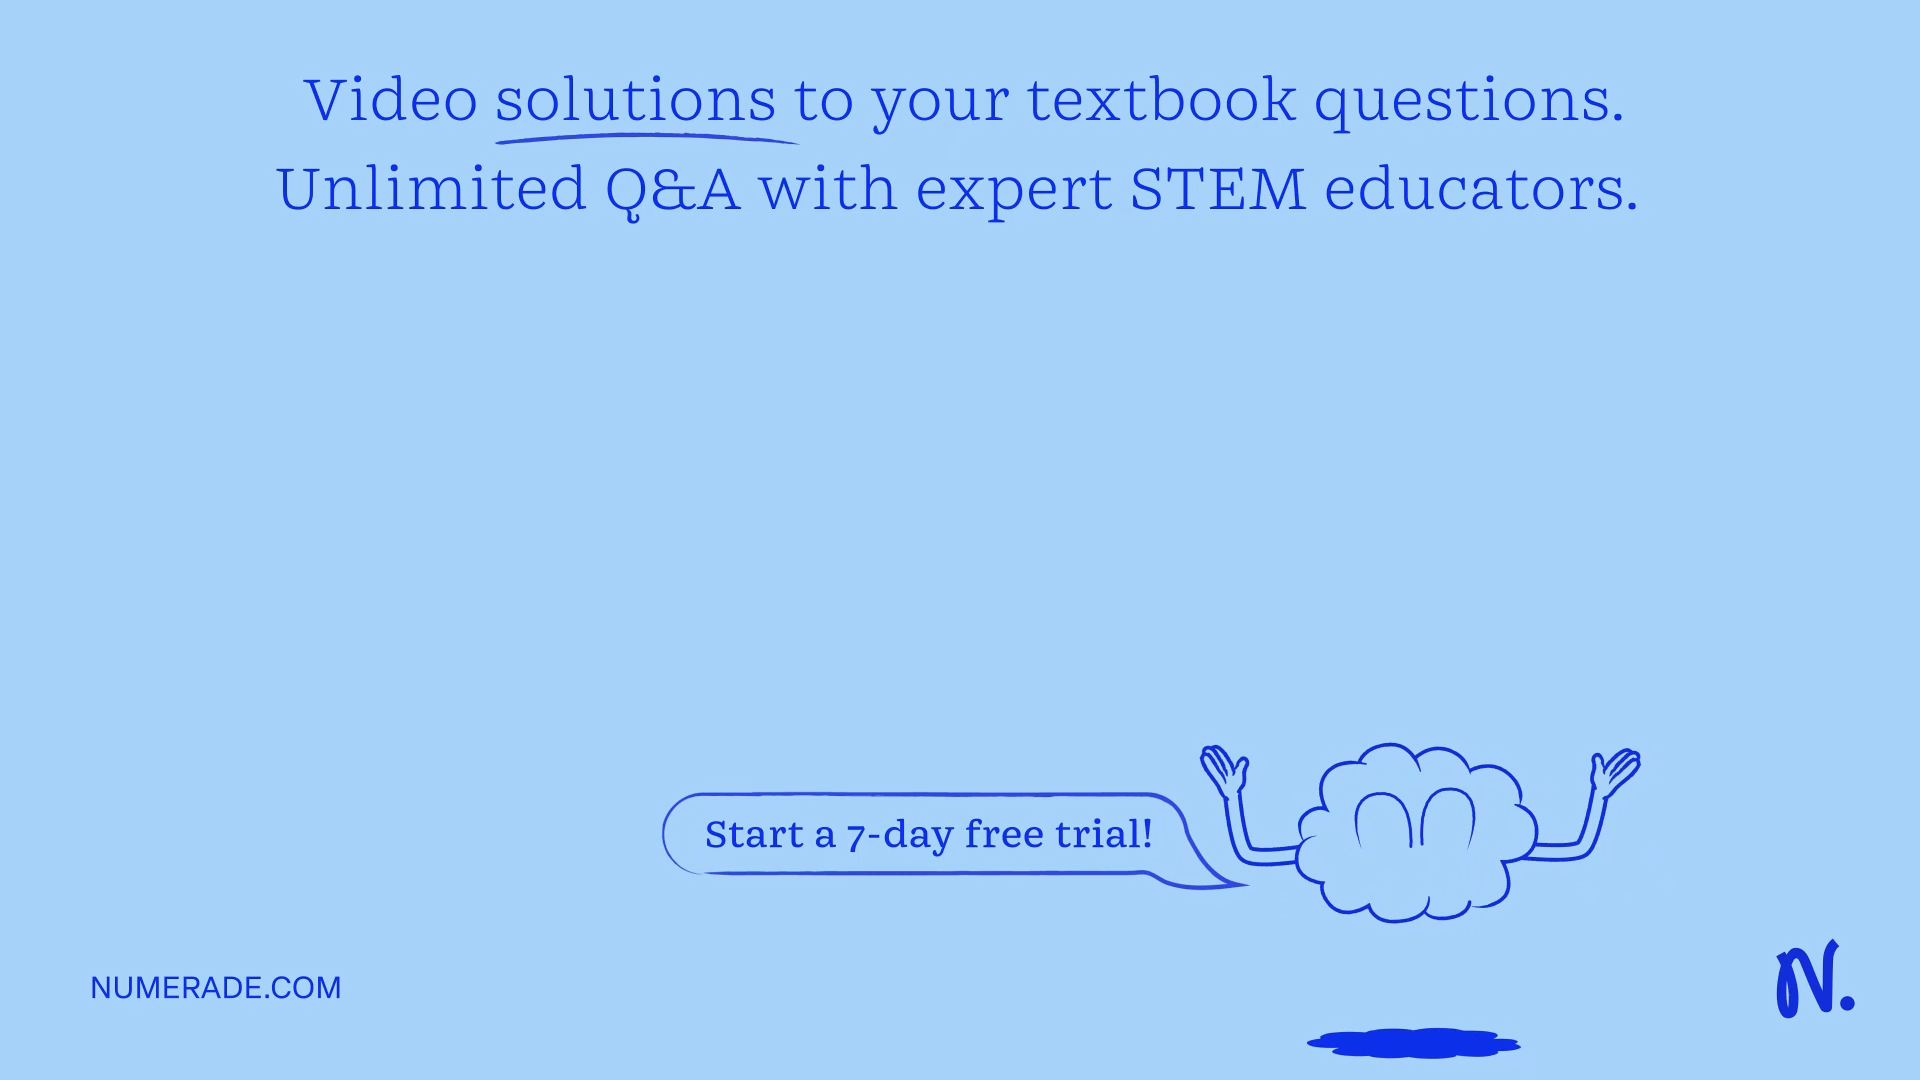 Video solutions to your textbook questions.
Unlimited Q&A with expert STEM educators.
Start a 7-day free trial!
NUMERADE.COM
N.